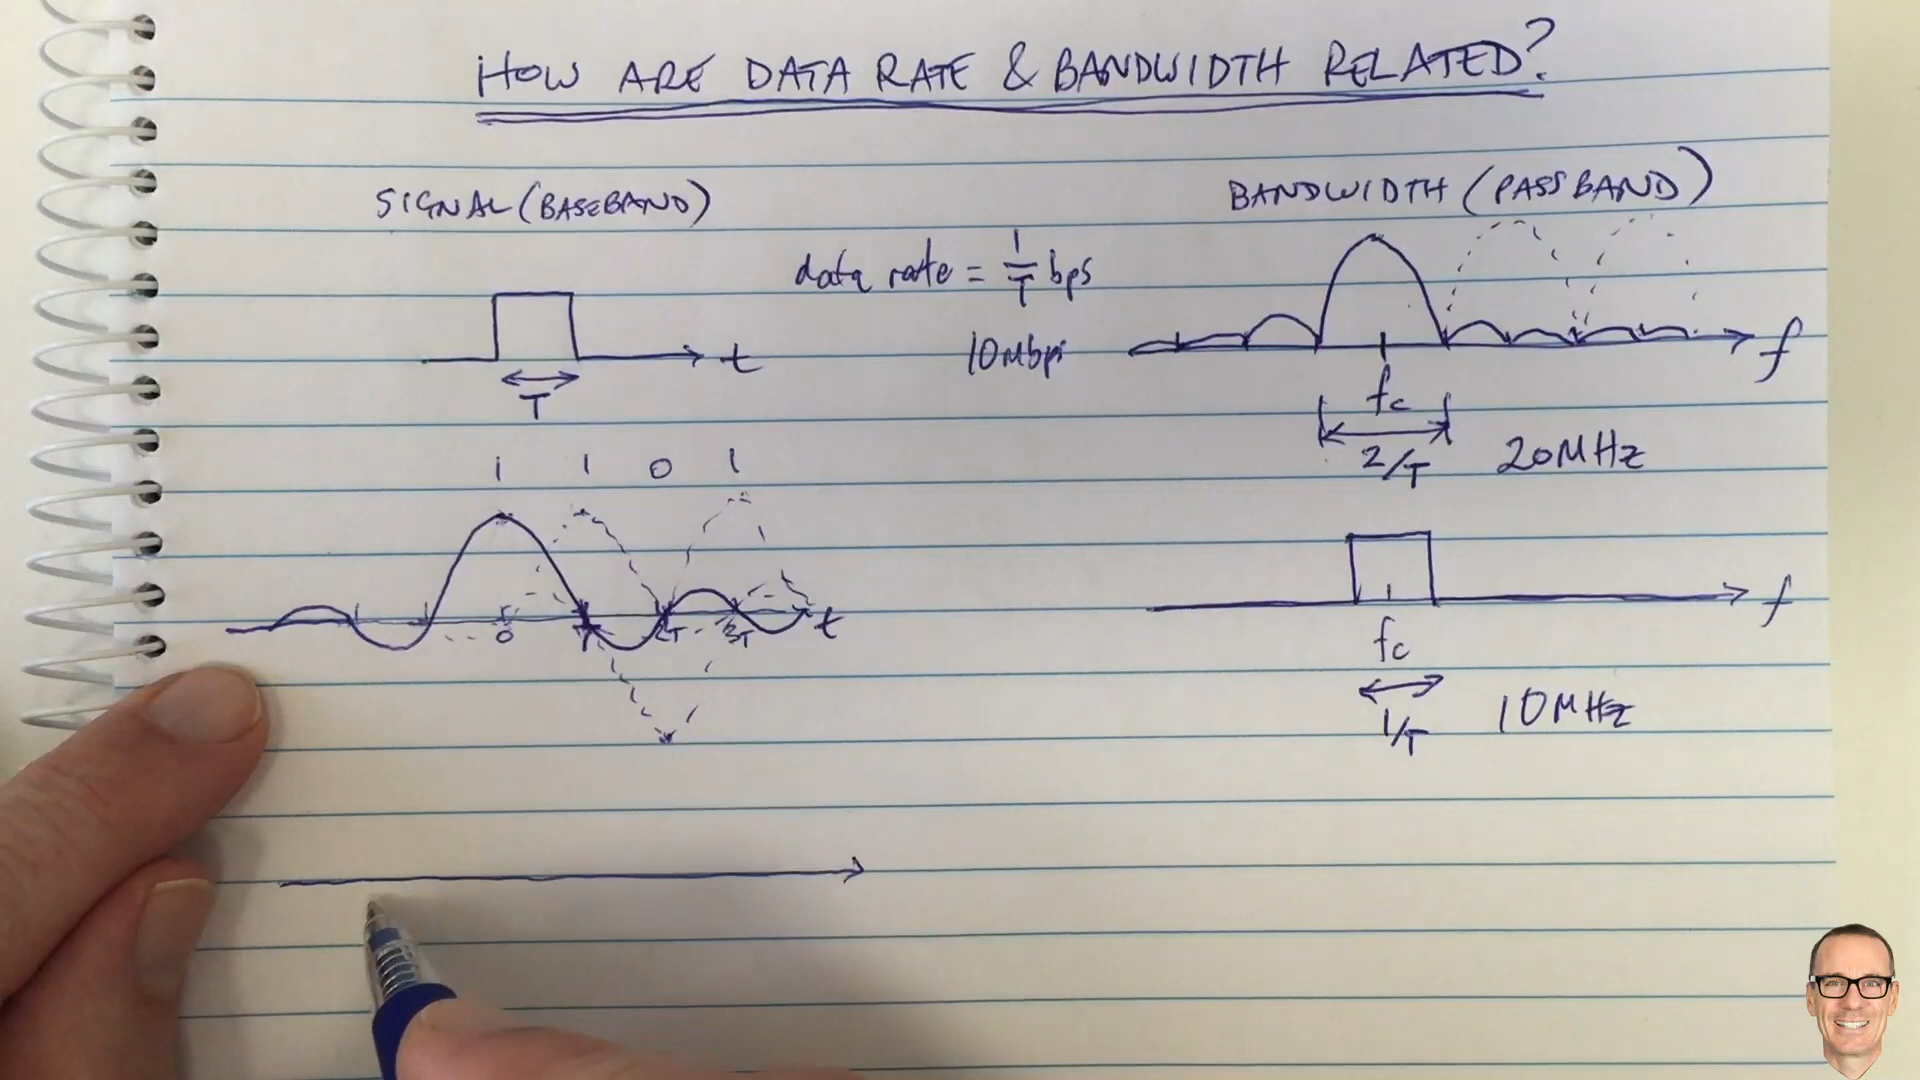 HOW ARE DATA RATE & BANDWIDTH RELATED?
SIGNAL (BASEBAND)
BANDWIDTH (PASSBAND)
data rate = 1/T bps
t
T
10Mbps
f
fc
2/T
20MHz
1 1 0 1
0 T 2T 3T
t
f
fc
1/T
10MHz